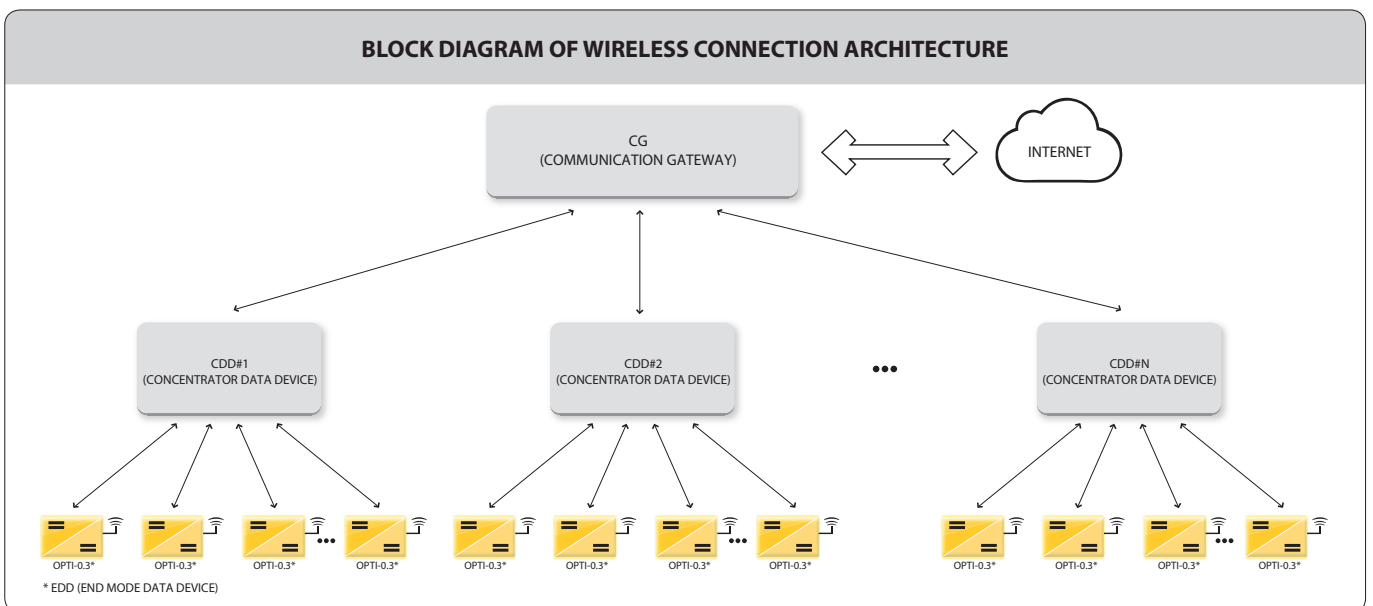 BLOCK DIAGRAM OF WIRELESS CONNECTION ARCHITECTURE
CG
(COMMUNICATION GATEWAY)
INTERNET
CDD#1
(CONCENTRATOR DATA DEVICE)
CDD#2
(CONCENTRATOR DATA DEVICE)
•••
CDD#N
(CONCENTRATOR DATA DEVICE)
OPTI-0.3*
OPTI-0.3*
OPTI-0.3*
•••
OPTI-0.3*
OPTI-0.3*
OPTI-0.3*
OPTI-0.3*
•••
OPTI-0.3*
OPTI-0.3*
OPTI-0.3*
OPTI-0.3*
•••
OPTI-0.3*
* EDD (END MODE DATA DEVICE)